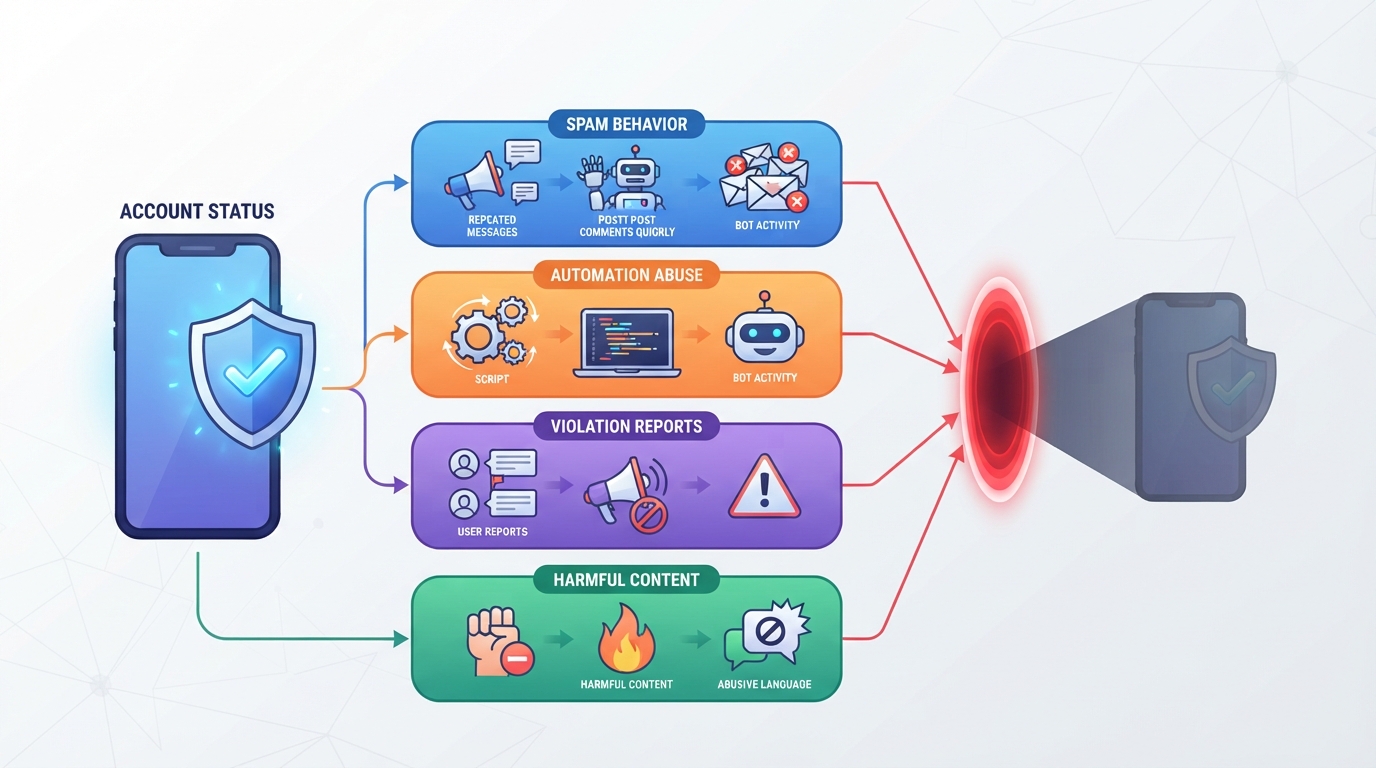 ACCOUNT STATUS
SPAM BEHAVIOR
REPCATED
MESSAGES
POSTT POST
COMMENTS QUIGRLY
BOT ACTIVITY
AUTOMATION ABUSE
SCRIPT
BOT ACTIVITY
VIOLATION REPORTS
USER REPORTS
HARMFUL CONTENT
HARMFUL CONTENT
ABUSIVE LANGUAGE